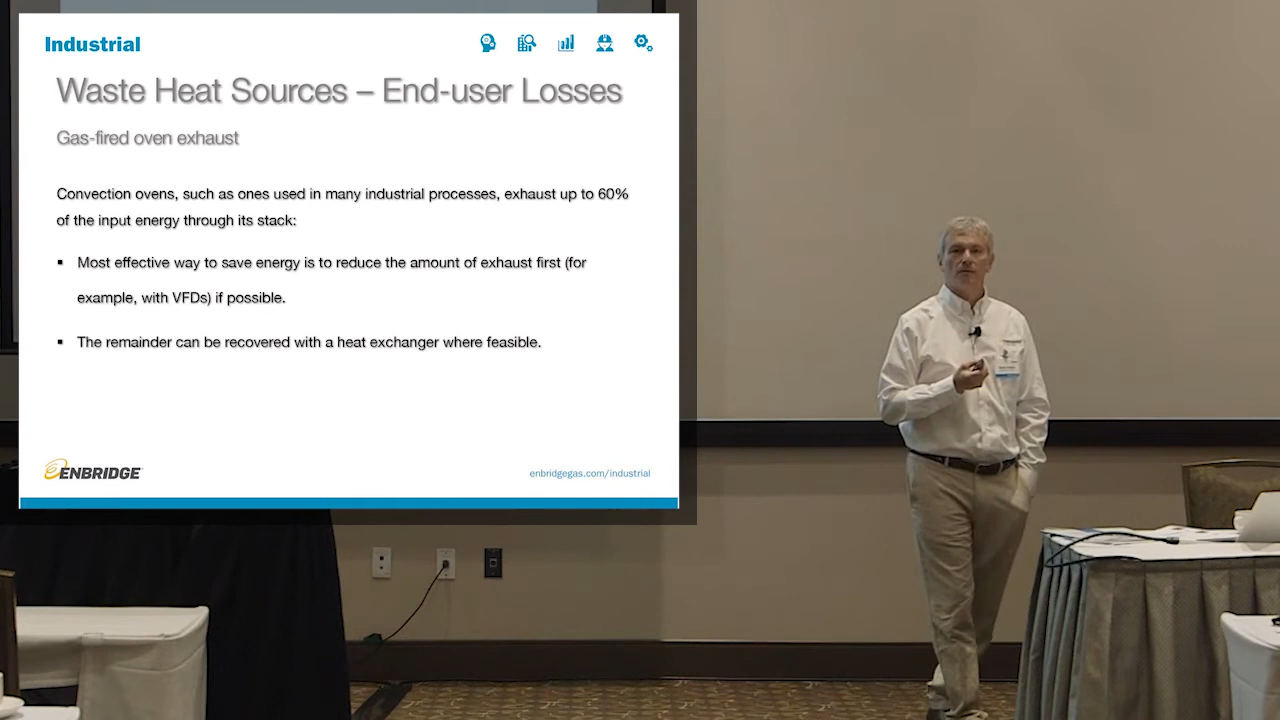 Industrial
Waste Heat Sources – End-user Losses
Gas-fired oven exhaust
Convection ovens, such as ones used in many industrial processes, exhaust up to 60%
of the input energy through its stack:
▪ Most effective way to save energy is to reduce the amount of exhaust first (for
example, with VFDs) if possible.
▪ The remainder can be recovered with a heat exchanger where feasible.
ENBRIDGE
enbridgegas.com/industrial